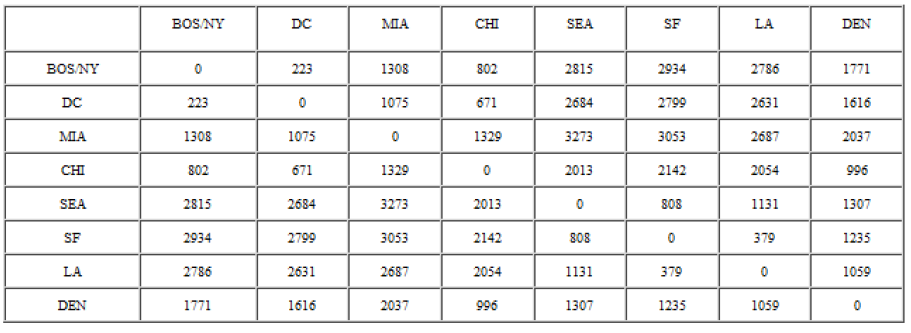 BOS/NY DC MIA CHI SEA SF LA DEN
BOS/NY 0 223 1308 802 2815 2934 2786 1771
DC 223 0 1075 671 2684 2799 2631 1616
MIA 1308 1075 0 1329 3273 3053 2687 2037
CHI 802 671 1329 0 2013 2142 2054 996
SEA 2815 2684 3273 2013 0 808 1131 1307
SF 2934 2799 3053 2142 808 0 379 1235
LA 2786 2631 2687 2054 1131 379 0 1059
DEN 1771 1616 2037 996 1307 1235 1059 0